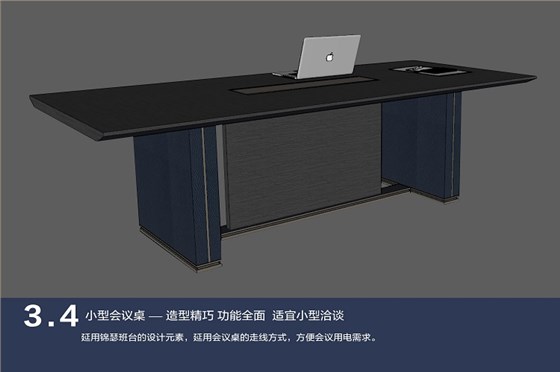 3.4 小型会议桌 — 造型精巧 功能全面 适宜小型洽谈
延用锦瑟班台的设计元素，延用会议桌的走线方式，方便会议用电需求。